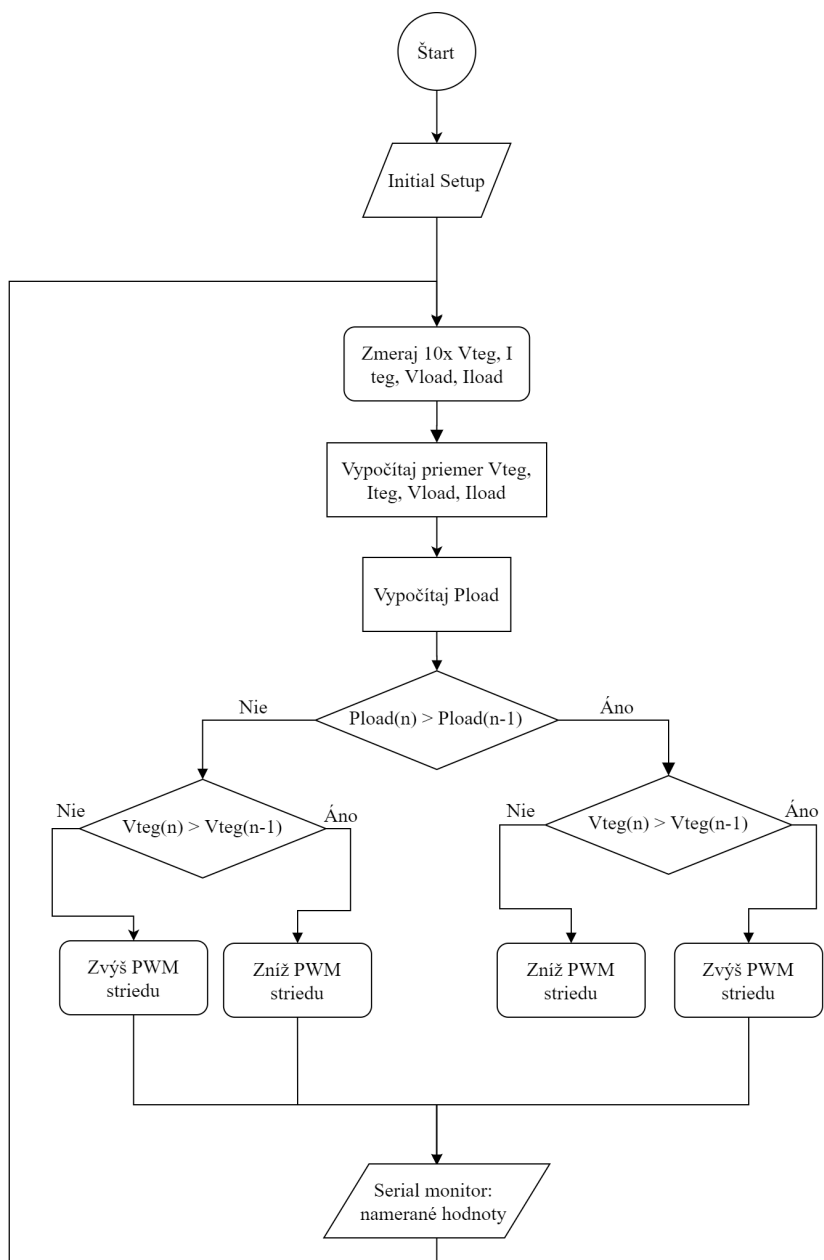 Štart
Initial Setup
Zmeraj 10x Vteg, I
teg, Vload, Iload
Vypočítaj priemer Vteg,
Iteg, Vload, Iload
Vypočítaj Pload
Nie
Pload(n) > Pload(n-1)
Áno
Nie
Vteg(n) > Vteg(n-1)
Áno
Nie
Vteg(n) > Vteg(n-1)
Áno
Zvýš PWM
striedu
Zníž PWM
striedu
Zníž PWM
striedu
Zvýš PWM
striedu
Serial monitor:
namerané hodnoty